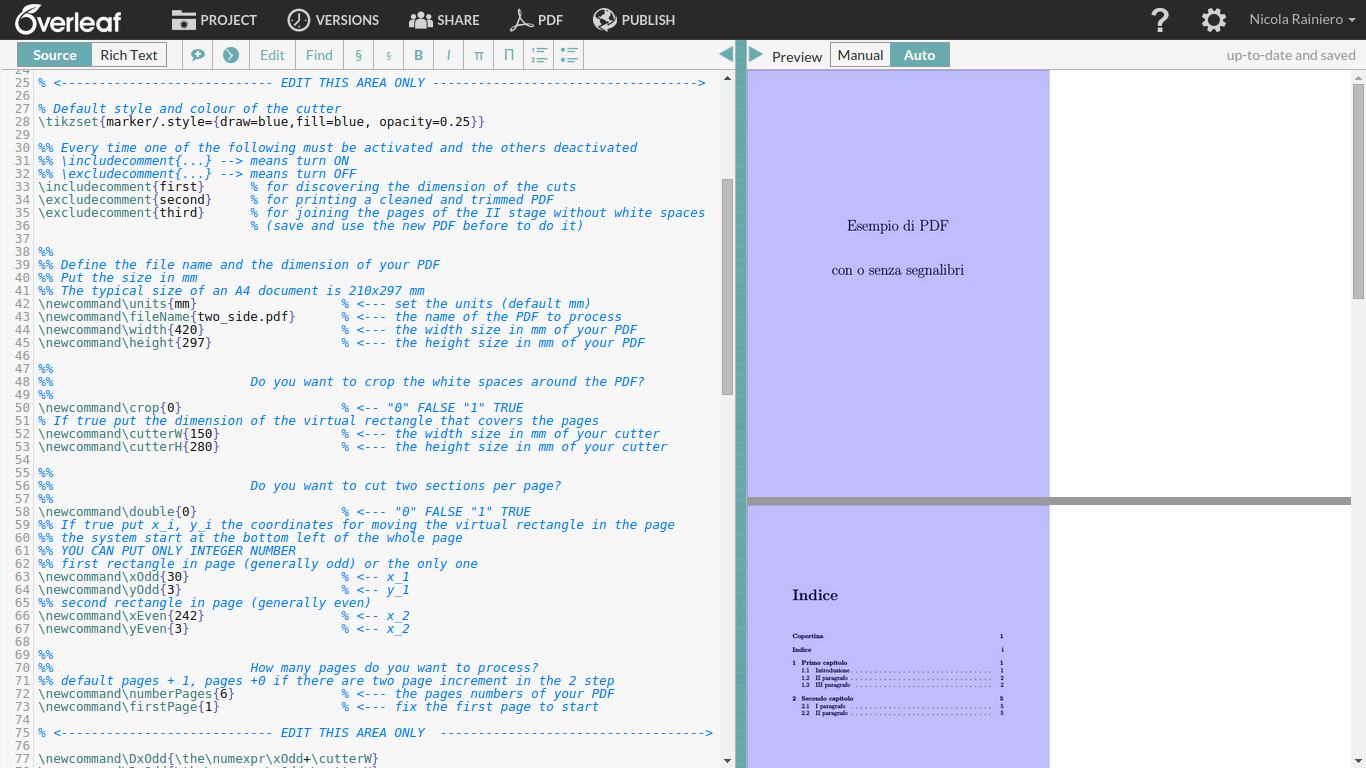 Overleaf PROJECT VERSIONS SHARE PDF PUBLISH ? Nicola Rainiero
Source Rich Text Edit Find § § B I π Π Preview Manual Auto up-to-date and saved
25 % <---------------------------- EDIT THIS AREA ONLY ----------------------------------->
26
27 % Default style and colour of the cutter
28 \tikzset{marker/.style={draw=blue,fill=blue, opacity=0.25}}
29
30 %% Every time one of the following must be activated and the others deactivated
31 %% \includecomment{...} --> means turn ON
32 %% \excludecomment{...} --> means turn OFF
33 \includecomment{first} % for discovering the dimension of the cuts
34 \excludecomment{second} % for printing a cleaned and trimmed PDF
35 \excludecomment{third} % for joining the pages of the II stage without white spaces
36 % (save and use the new PDF before to do it)
37
38 %%
39 %% Define the file name and the dimension of your PDF
40 %% Put the size in mm
41 %% The typical size of an A4 document is 210x297 mm
42 \newcommand\units{mm} % <--- set the units (default mm)
43 \newcommand\fileName{two_side.pdf} % <--- the name of the PDF to process
44 \newcommand\width{420} % <--- the width size in mm of your PDF
45 \newcommand\height{297} % <--- the height size in mm of your PDF
46
47 %%
48 %% Do you want to crop the white spaces around the PDF?
49 %%
50 \newcommand\crop{0} % <-- "0" FALSE "1" TRUE
51 % If true put the dimension of the virtual rectangle that covers the pages
52 \newcommand\cutterW{150} % <--- the width size in mm of your cutter
53 \newcommand\cutterH{280} % <--- the height size in mm of your cutter
54
55 %%
56 %% Do you want to cut two sections per page?
57 %%
58 \newcommand\double{0} % <--- "0" FALSE "1" TRUE
59 %% If true put x_i, y_i the coordinates for moving the virtual rectangle in the page
60 %% the system start at the bottom left of the whole page
61 %% YOU CAN PUT ONLY INTEGER NUMBER
62 %% first rectangle in page (generally odd) or the only one
63 \newcommand\xOdd{30} % <-- x_1
64 \newcommand\yOdd{3} % <-- y_1
65 %% second rectangle in page (generally even)
66 \newcommand\xEven{242} % <-- x_2
67 \newcommand\yEven{3} % <-- x_2
68
69 %%
70 %% How many pages do you want to process?
71 %% default pages + 1, pages +0 if there are two page increment in the 2 step
72 \newcommand\numberPages{6} % <--- the pages numbers of your PDF
73 \newcommand\firstPage{1} % <--- fix the first page to start
74
75 % <---------------------------- EDIT THIS AREA ONLY ----------------------------------->
76
77 \newcommand\DxOdd{\the\numexpr\xOdd+\cutterW}
Esempio di PDF
con o senza segnalibri
Indice
Copertina 1
Indice i
1 Primo capitolo 1
1.1 Introduzione 1
1.2 II paragrafo 2
1.3 III paragrafo 2
2 Secondo capitolo 5
2.1 I paragrafo 5
2.2 II paragrafo 5